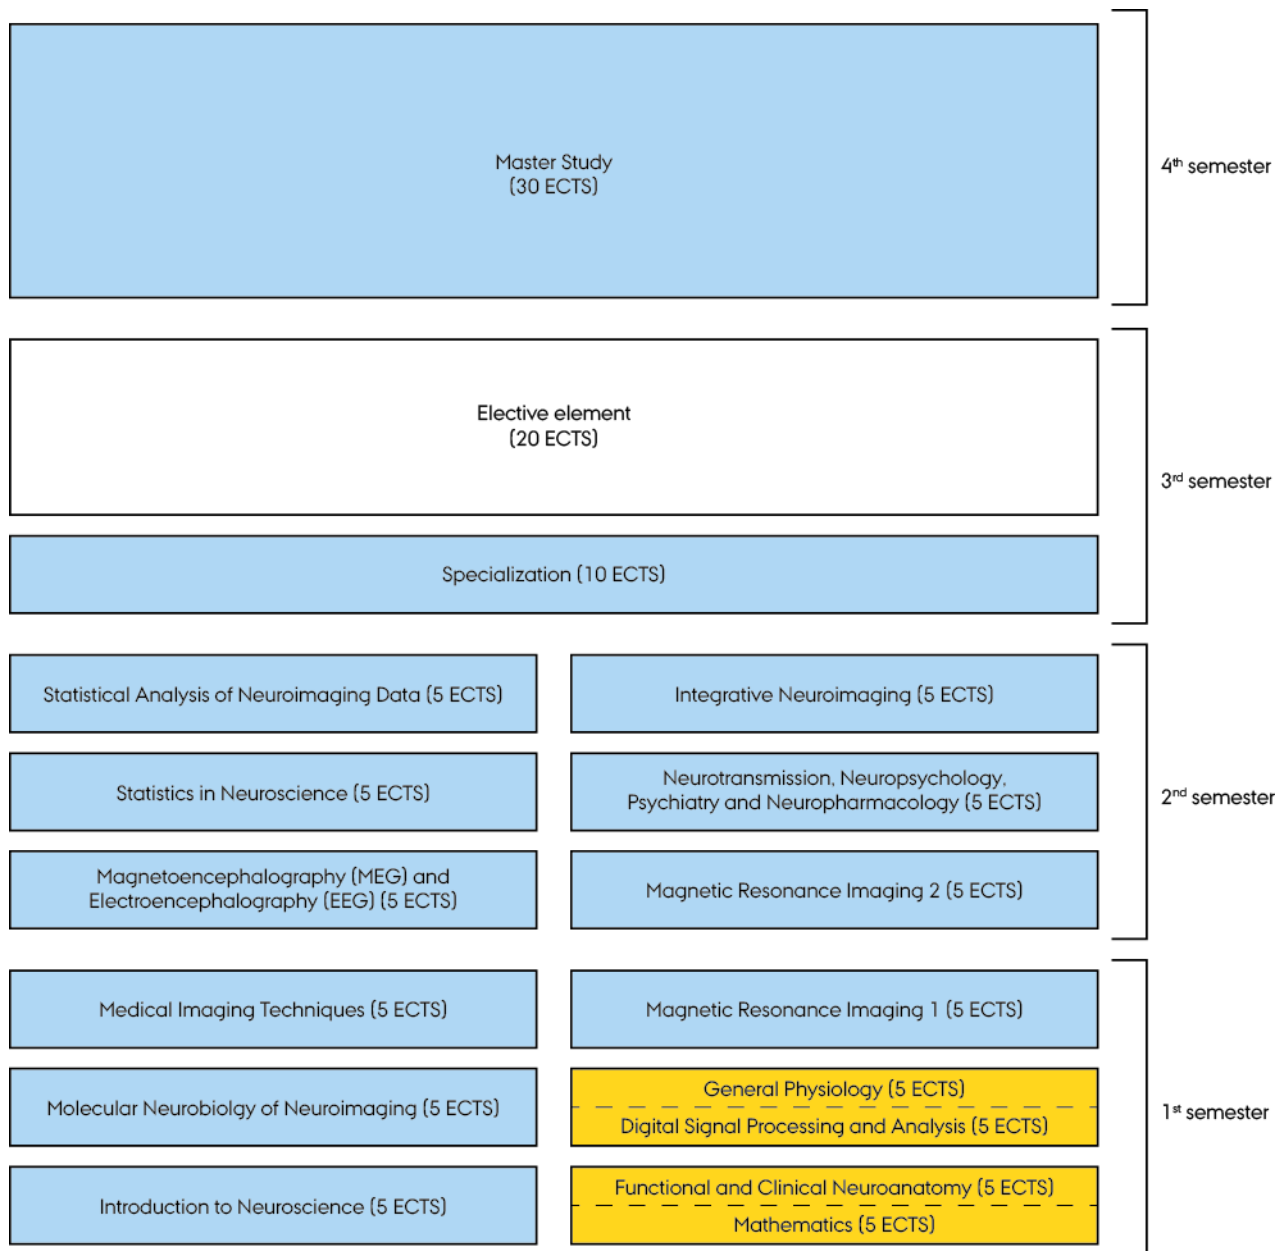 Master Study
(30 ECTS)
4th semester
Elective element
(20 ECTS)
3rd semester
Specialization (10 ECTS)
Statistical Analysis of Neuroimaging Data (5 ECTS)
Integrative Neuroimaging (5 ECTS)
Statistics in Neuroscience (5 ECTS)
Neurotransmission, Neuropsychology,
Psychiatry and Neuropharmacology (5 ECTS)
2nd semester
Magnetoencephalography (MEG) and
Electroencephalography (EEG) (5 ECTS)
Magnetic Resonance Imaging 2 (5 ECTS)
Medical Imaging Techniques (5 ECTS)
Magnetic Resonance Imaging 1 (5 ECTS)
Molecular Neurobiolgy of Neuroimaging (5 ECTS)
General Physiology (5 ECTS)
Digital Signal Processing and Analysis (5 ECTS)
1st semester
Introduction to Neuroscience (5 ECTS)
Functional and Clinical Neuroanatomy (5 ECTS)
Mathematics (5 ECTS)